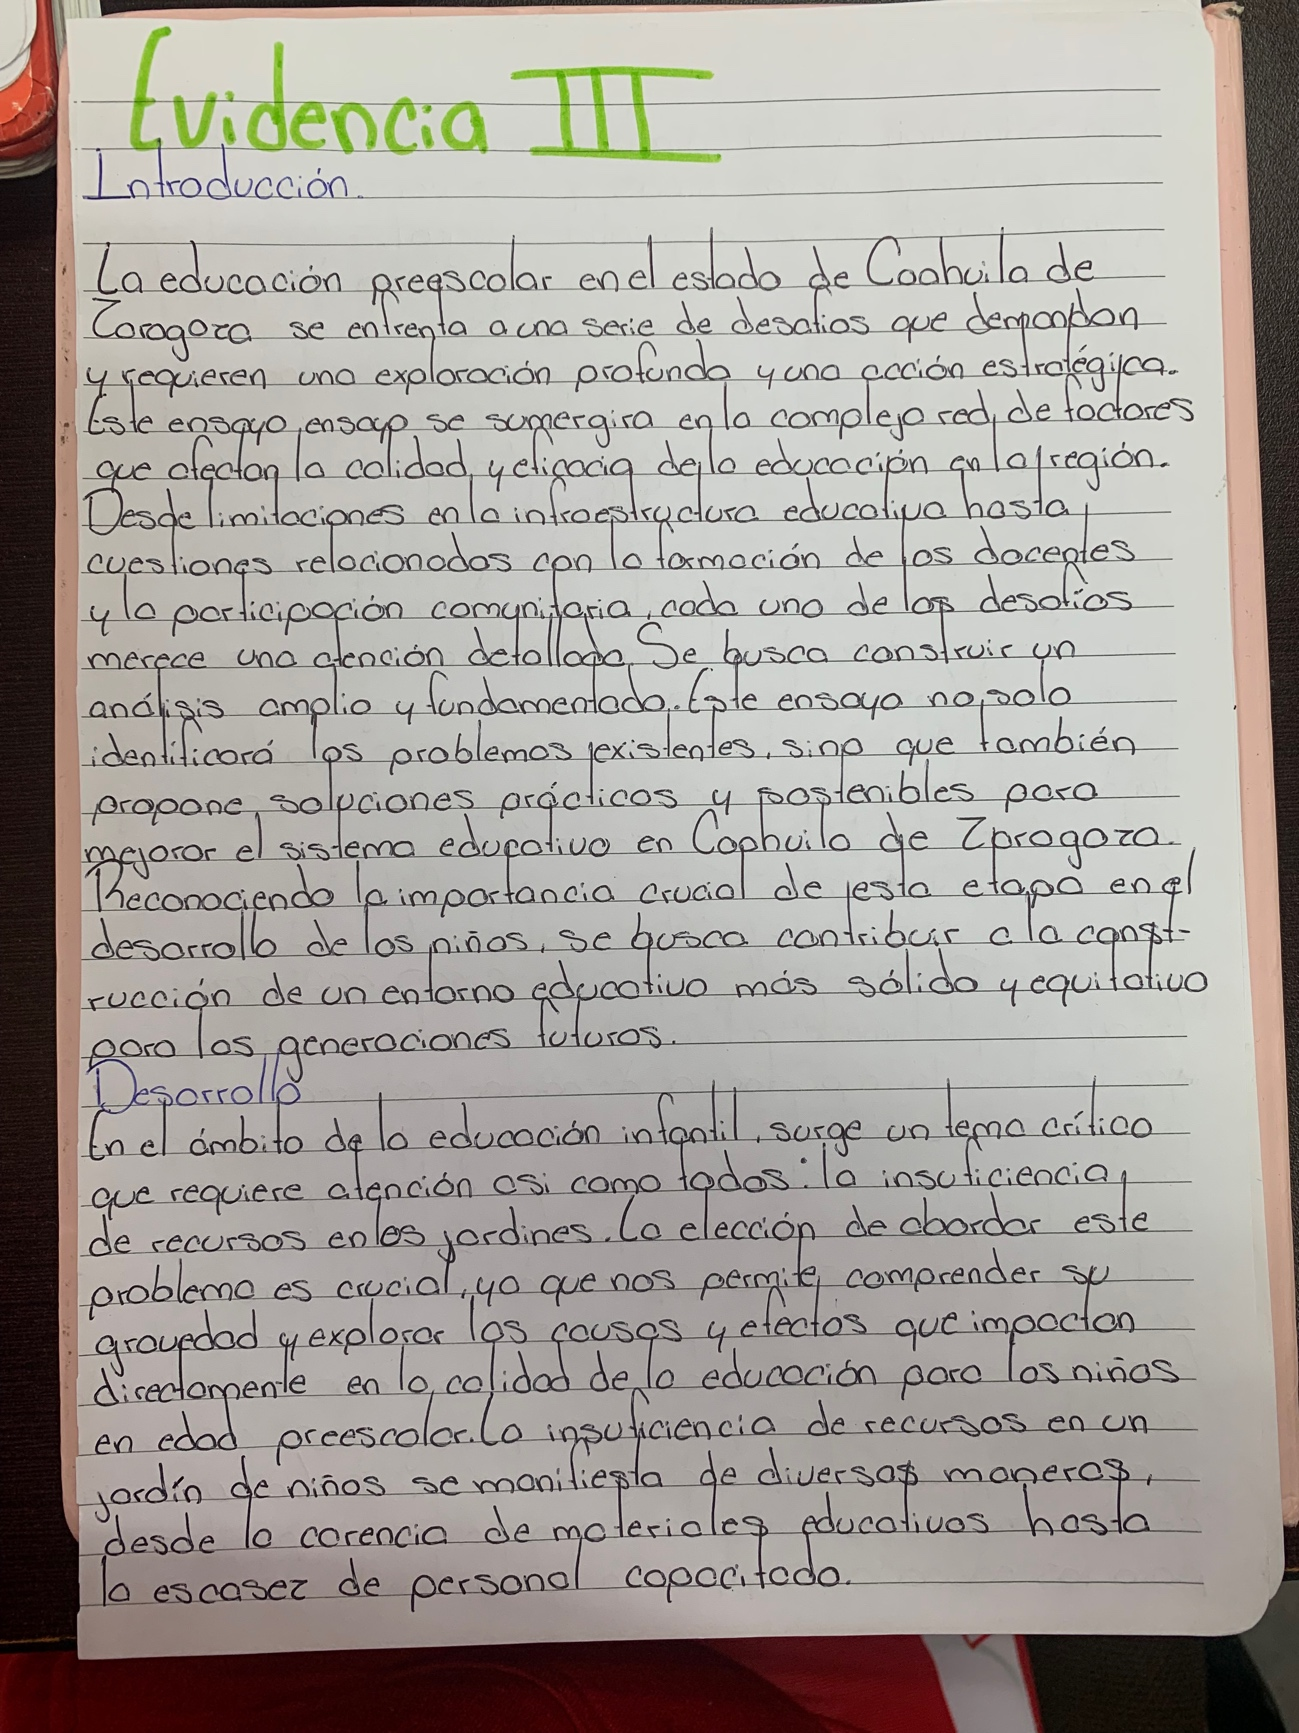 Evidencia III
Introducción.
La educación preescolar en el estado de Coahuila de
Zaragoza se enfrenta a una serie de desafios que demandan
y requieren una exploración profunda y una acción estratégica.
Este ensayo ensayo se sumergira en la compleja red de factores
que afectan la calidad y eficacia de la educación en la región.
Desde limitaciones en la infraestructura educativa hasta
cuestiones relacionadas con la formación de los docentes
y la participación comunitaria, cada uno de los desafíos
merece una atención detallada. Se busca construir un
análisis amplio y fundamentado. Este ensayo no solo
identificará los problemas existentes, sino que también
propone soluciones prácticas y sostenibles para
mejorar el sistema educativo en Coahuila de Zaragoza.
Reconociendo la importancia crucial de esta etapa en el
desarrollo de los niños, se busca contribuir a la const-
rucción de un entorno educativo más sólido y equitativo
para las generaciones futuras.
Desarrollo
En el ámbito de la educación infantil, surge un tema crítico
que requiere atención asi como todos: la insuficiencia
de recursos en los jardines. La elección de abordar este
problema es crucial, ya que nos permite comprender su
gravedad y explorar las causas y efectos que impactan
directamente en la calidad de la educación para los niños
en edad preescolar. La insuficiencia de recursos en un
jardín de niños se manifiesta de diversas maneras,
desde la carencia de materiales educativos hasta
la escasez de personal capacitado.